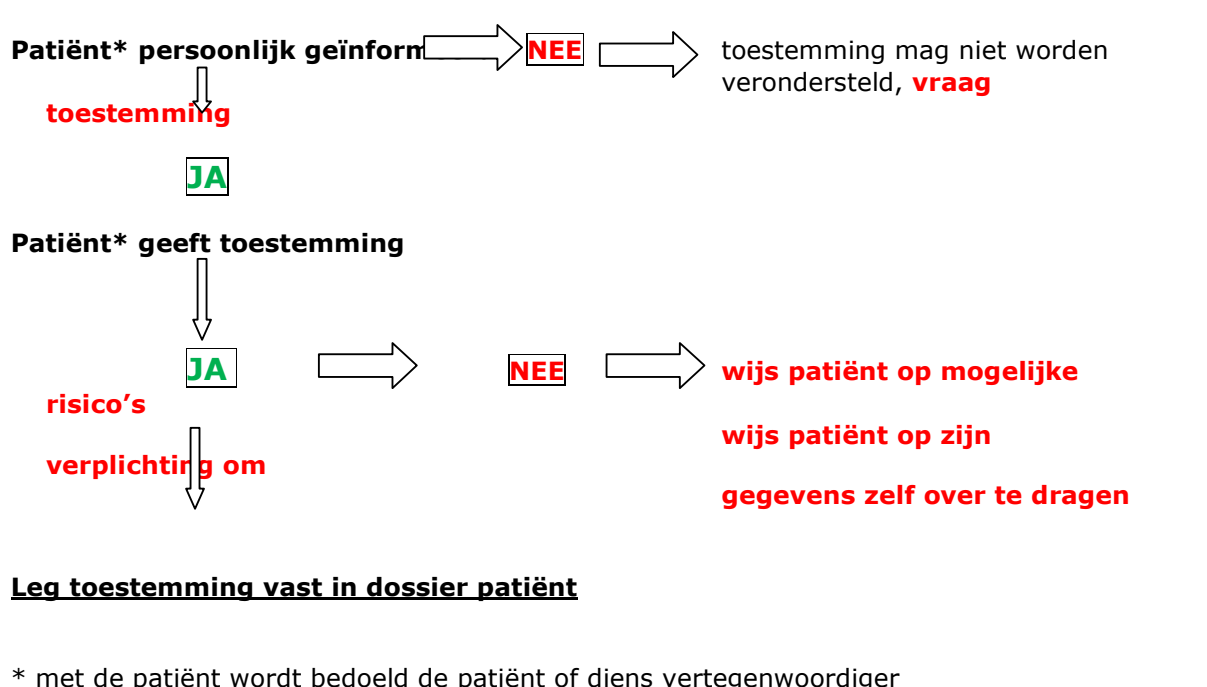 Patiënt* persoonlijk NEE toestemming mag niet worden
verondersteld, vraag
toestemming
JA
Patiënt* geeft toestemming
JA NEE wijs patiënt op mogelijke
risico's
wijs patiënt op zijn
verplichting om
gegevens zelf over te dragen
Leg toestemming vast in dossier patiënt
* met de patiënt wordt bedoeld de patiënt of diens vertegenwoordiger